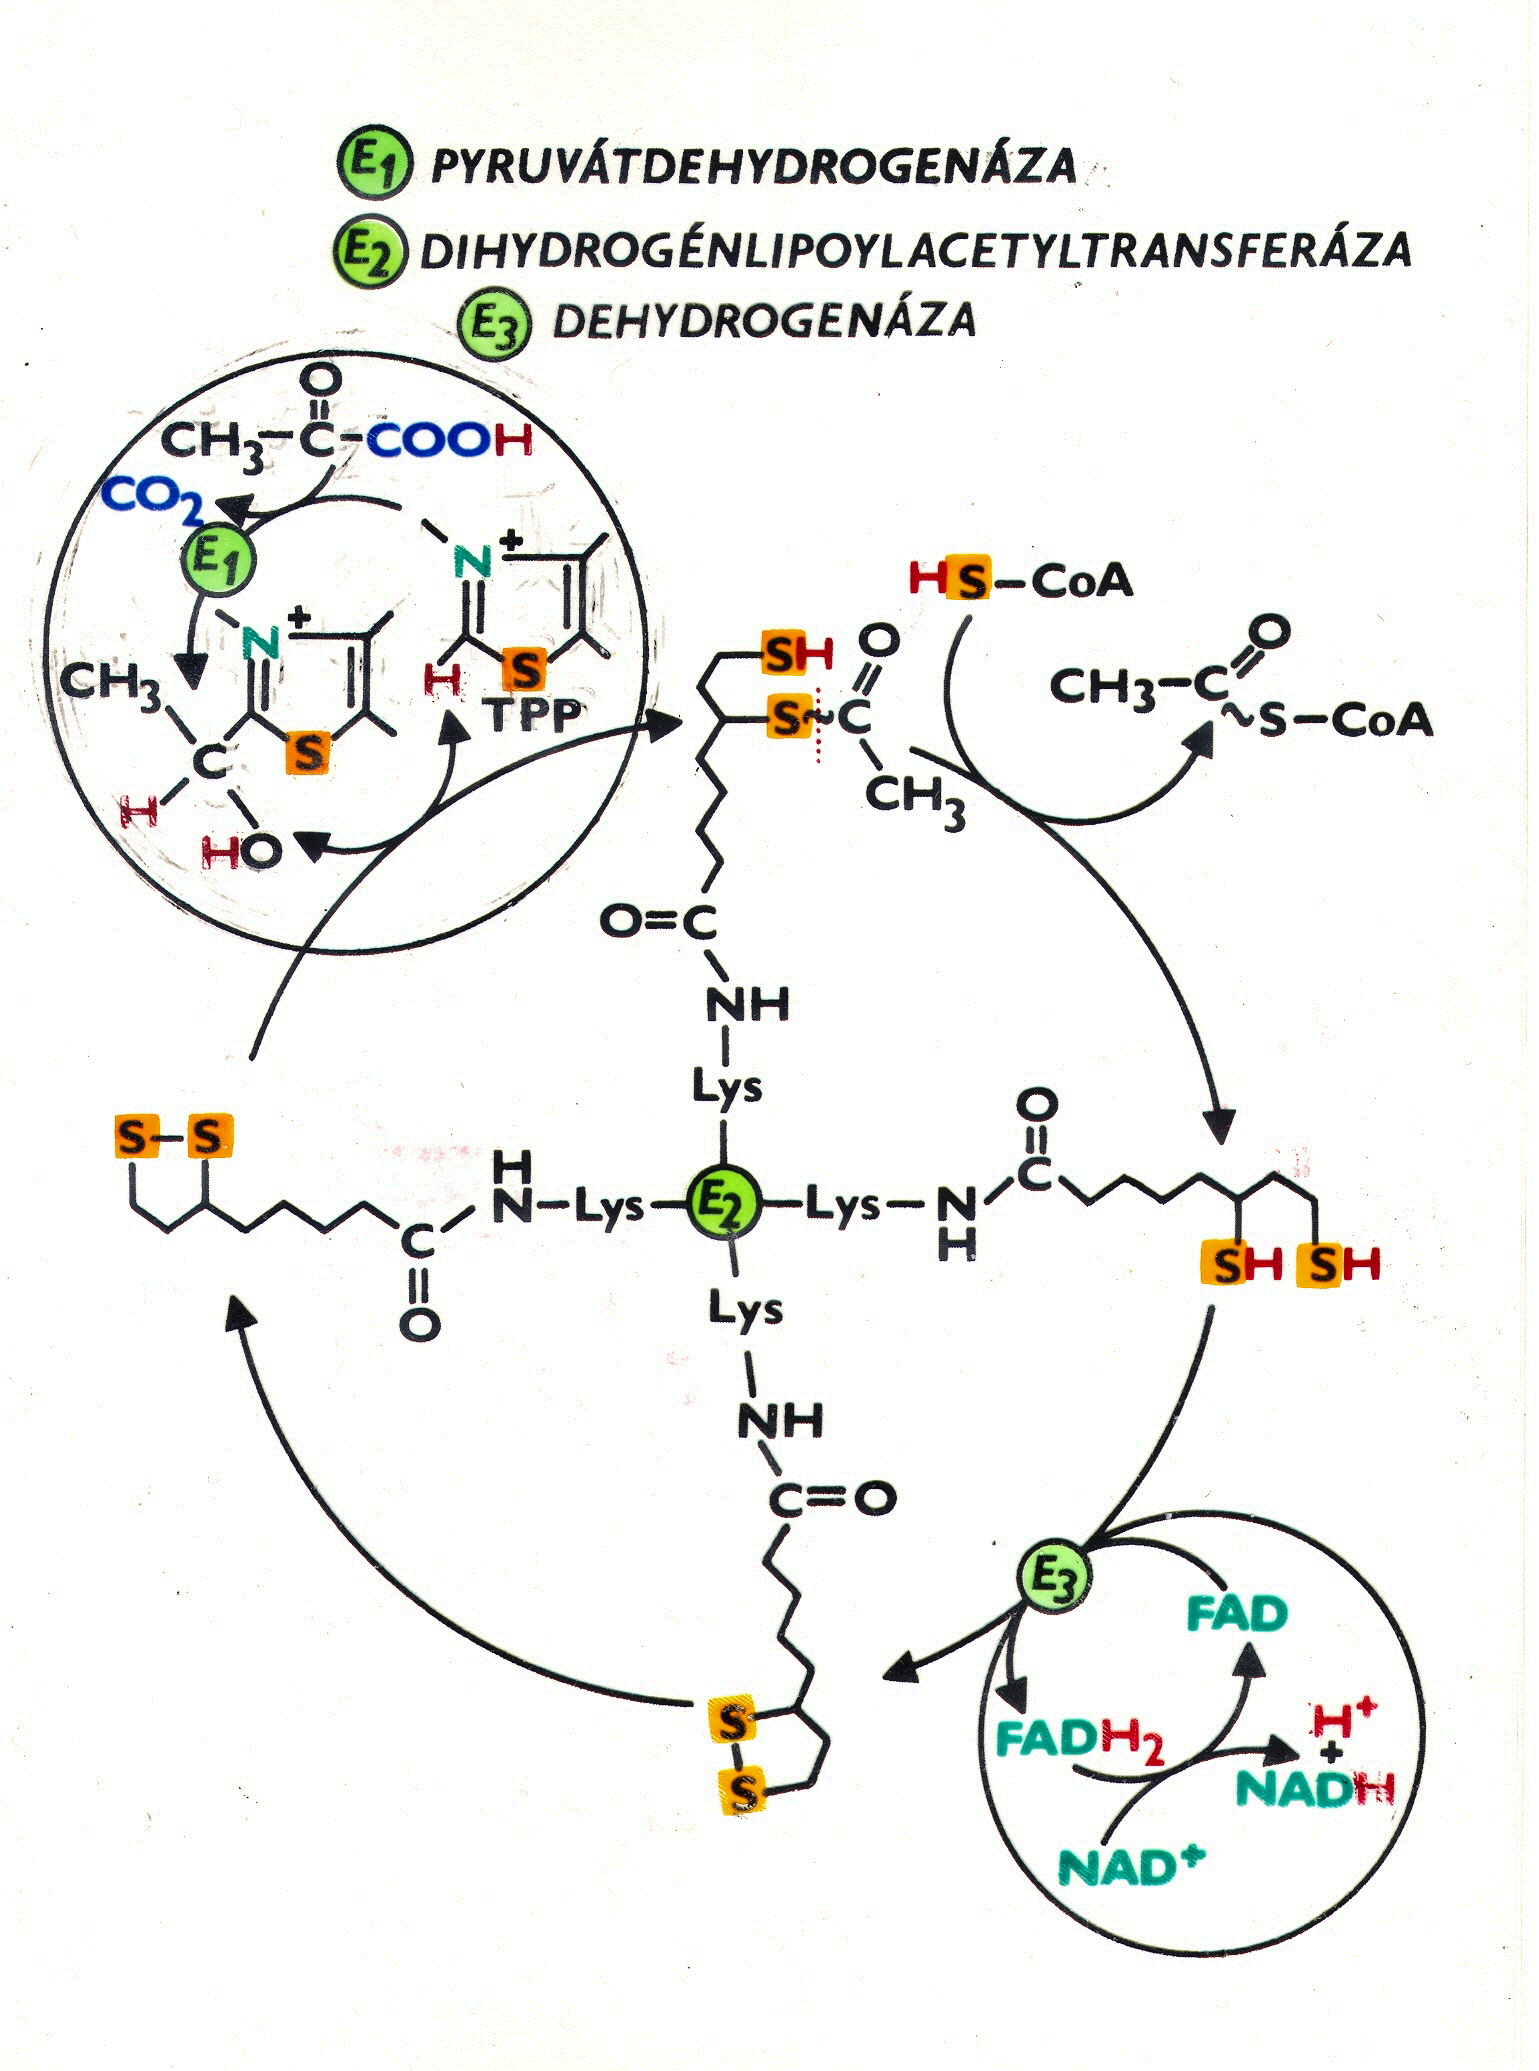 E1 PYRUVÁTDEHYDROGENÁZA
E2 DIHYDROGÉNLIPOYLACETYLTRANSFERÁZA
E3 DEHYDROGENÁZA
O
CH3-C-COOH
CO2
E1
N+
H
S
TPP
N+
CH3
S
C
H
HO
SH
S~C
O
CH3
HS-CoA
O
CH3-C~S-CoA
O=C
NH
Lys
S-S
C
O
H
N-Lys-E2-Lys-N
H
C
O
SH SH
Lys
NH
C=O
S
S
E3
FAD
FADH2
H+
+
NADH
NAD+